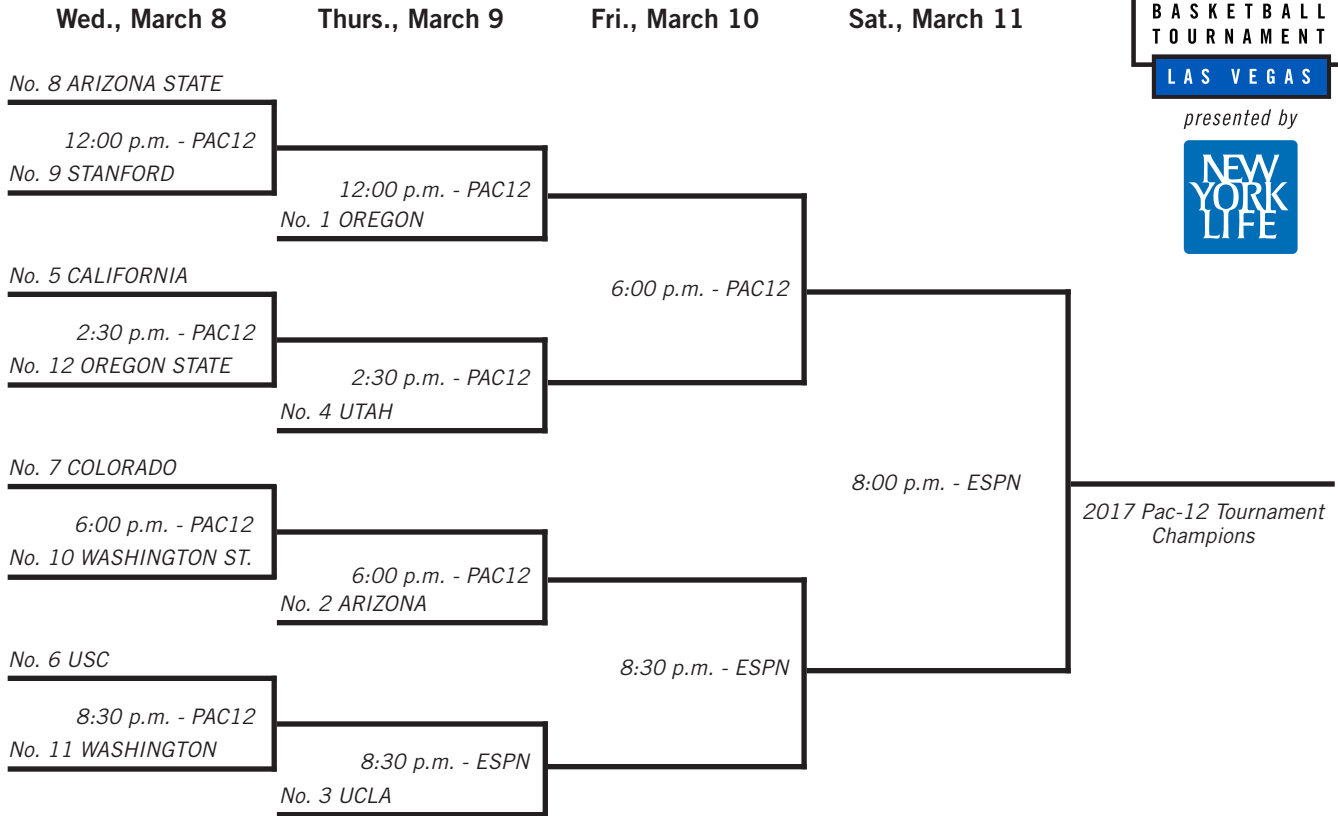 Wed., March 8 Thurs., March 9 Fri., March 10 Sat., March 11
BASKETBALL
TOURNAMENT
LAS VEGAS
presented by
NEW
YORK
LIFE
No. 8 ARIZONA STATE
12:00 p.m. - PAC12
No. 9 STANFORD
No. 5 CALIFORNIA
2:30 p.m. - PAC12
No. 12 OREGON STATE
No. 7 COLORADO
6:00 p.m. - PAC12
No. 10 WASHINGTON ST.
No. 6 USC
8:30 p.m. - PAC12
No. 11 WASHINGTON
12:00 p.m. - PAC12
No. 1 OREGON
2:30 p.m. - PAC12
No. 4 UTAH
6:00 p.m. - PAC12
No. 2 ARIZONA
8:30 p.m. - ESPN
No. 3 UCLA
6:00 p.m. - PAC12
8:30 p.m. - ESPN
8:00 p.m. - ESPN
2017 Pac-12 Tournament
Champions